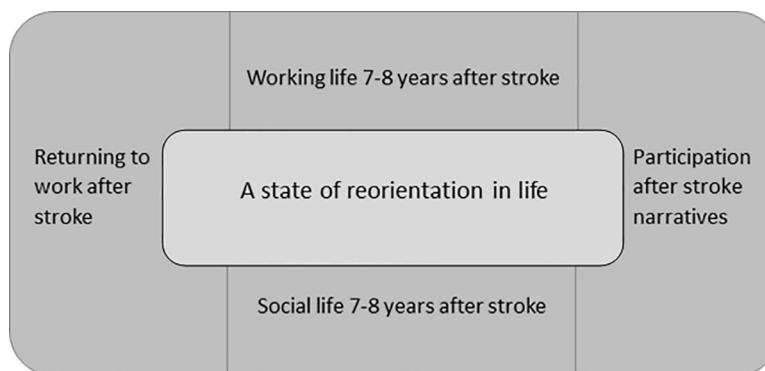 Working life 7-8 years after stroke
Returning to
work after
stroke
A state of reorientation in life
Participation
after stroke
narratives
Social life 7-8 years after stroke